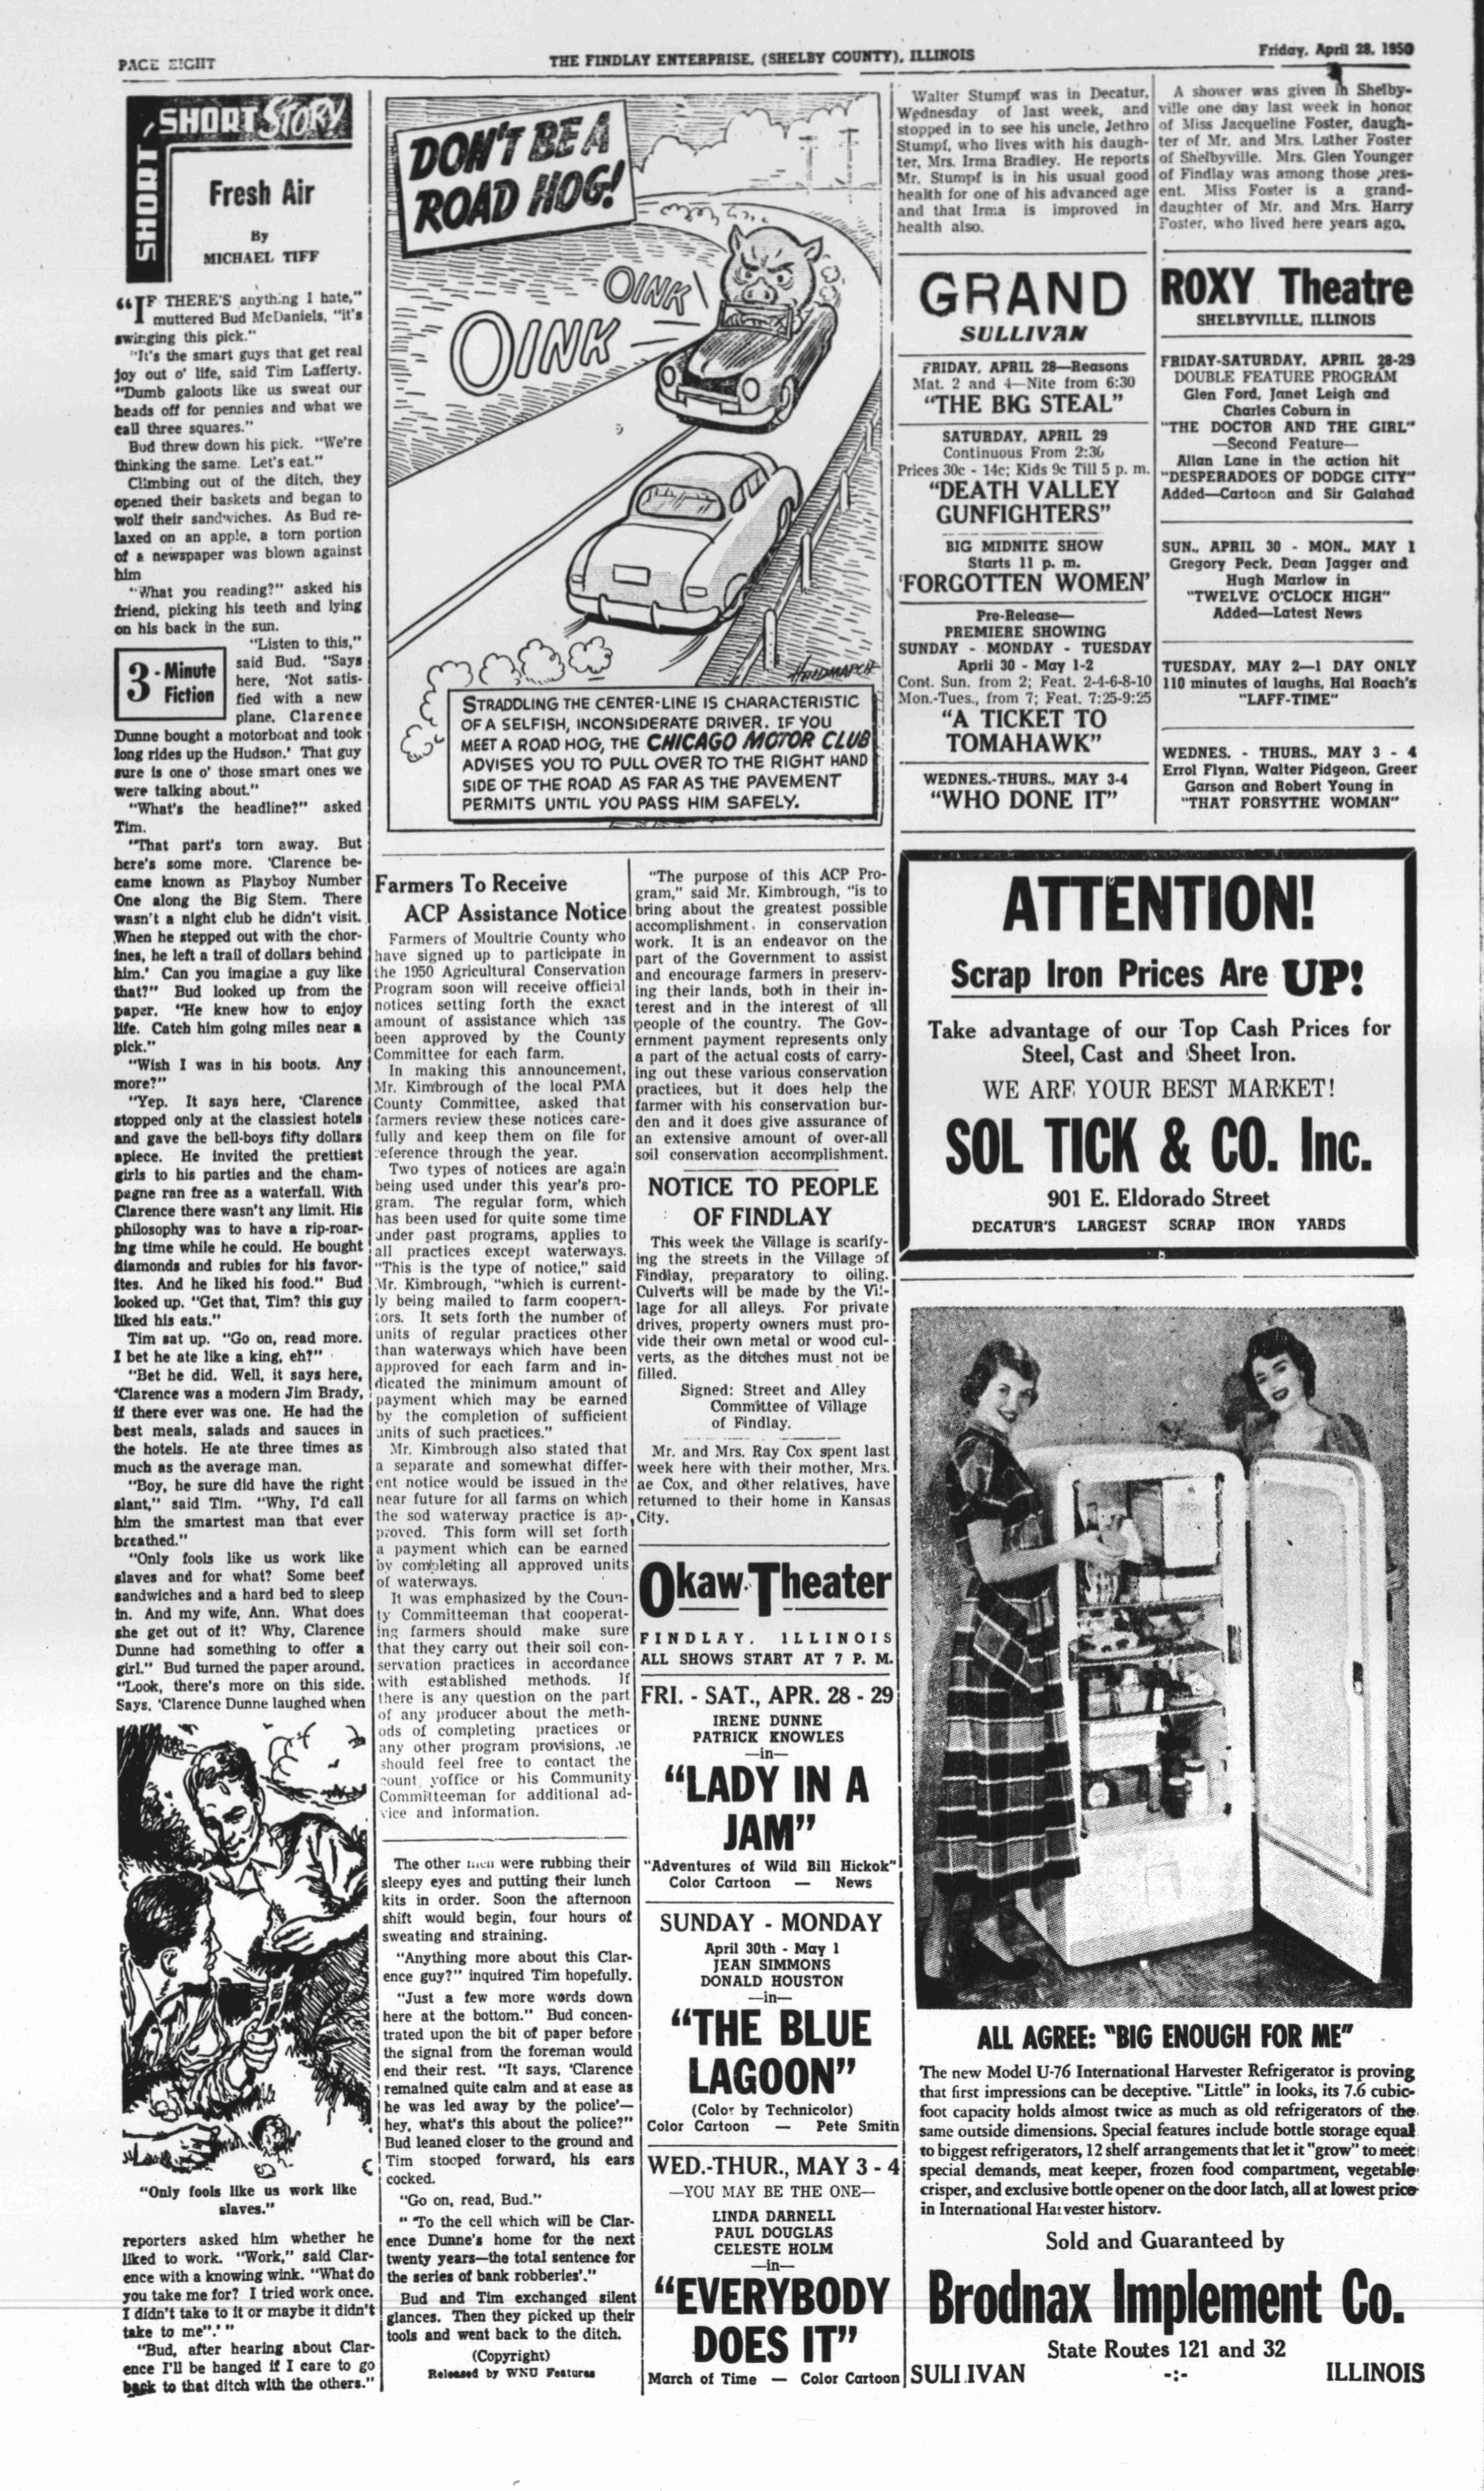 PAGE EIGHT
THE FINDLAY ENTERPRISE, (SHELBY COUNTY), ILLINOIS
Friday, April 28, 1950
SHORT SHORT STORY
Fresh Air
By
MICHAEL TIFF
"IF THERE'S anything I hate,"
muttered Bud McDaniels, "it's
swinging this pick."
"It's the smart guys that get real
joy out o' life, said Tim Lafferty.
"Dumb galoots like us sweat our
heads off for pennies and what we
call three squares."
Bud threw down his pick. "We're
thinking the same. Let's eat."
Climbing out of the ditch, they
opened their baskets and began to
wolf their sandwiches. As Bud re-
laxed on an apple, a torn portion
of a newspaper was blown against
him
"What you reading?" asked his
friend, picking his teeth and lying
on his back in the sun.
3-Minute
Fiction
"Listen to this,"
said Bud. "Says
here, 'Not satis-
fied with a new
plane, Clarence
Dunne bought a motorboat and took
long rides up the Hudson.' That guy
sure is one o' those smart ones we
were talking about."
"What's the headline?" asked
Tim.
"That part's torn away. But
here's some more. 'Clarence be-
came known as Playboy Number
One along the Big Stem. There
wasn't a night club he didn't visit.
When he stepped out with the chor-
ines, he left a trail of dollars behind
him.' Can you imagine a guy like
that?" Bud looked up from the
paper. "He knew how to enjoy
life. Catch him going miles near a
pick."
"Wish I was in his boots. Any
more?"
"Yep. It says here, 'Clarence
stopped only at the classiest hotels
and gave the bell-boys fifty dollars
apiece. He invited the prettiest
girls to his parties and the cham-
pagne ran free as a waterfall. With
Clarence there wasn't any limit. His
philosophy was to have a rip-roar-
ing time while he could. He bought
diamonds and rubies for his favor-
ites. And he liked his food." Bud
looked up. "Get that, Tim? this guy
liked his eats."
Tim sat up. "Go on, read more.
I bet he ate like a king, eh?"
"Bet he did. Well, it says here,
'Clarence was a modern Jim Brady,
if there ever was one. He had the
best meals, salads and sauces in
the hotels. He ate three times as
much as the average man.
"Boy, he sure did have the right
slant," said Tim. "Why, I'd call
him the smartest man that ever
breathed."
"Only fools like us work like
slaves and for what? Some beef
sandwiches and a hard bed to sleep
in. And my wife, Ann. What does
she get out of it? Why, Clarence
Dunne had something to offer a
girl." Bud turned the paper around.
"Look, there's more on this side.
Says, 'Clarence Dunne laughed when
"Only fools like us work like
slaves."
reporters asked him whether he
liked to work. "Work," said Clar-
ence with a knowing wink. "What do
you take me for? I tried work once.
I didn't take to it or maybe it didn't
take to me".' "
"Bud, after hearing about Clar-
ence I'll be hanged if I care to go
back to that ditch with the others."
DON'T BE A
ROAD HOG!
OINK
OINK
HINDMARCH
STRADDLING THE CENTER-LINE IS CHARACTERISTIC
OF A SELFISH, INCONSIDERATE DRIVER. IF YOU
MEET A ROAD HOG, THE CHICAGO MOTOR CLUB
ADVISES YOU TO PULL OVER TO THE RIGHT HAND
SIDE OF THE ROAD AS FAR AS THE PAVEMENT
PERMITS UNTIL YOU PASS HIM SAFELY.
Farmers To Receive
ACP Assistance Notice
Farmers of Moultrie County who
have signed up to participate in
the 1950 Agricultural Conservation
Program soon will receive official
notices setting forth the exact
amount of assistance which has
been approved by the County
Committee for each farm.
In making this announcement,
Mr. Kimbrough of the local PMA
County Committee, asked that
farmers review these notices care-
fully and keep them on file for
reference through the year.
Two types of notices are again
being used under this year's pro-
gram. The regular form, which
has been used for quite some time
under past programs, applies to
all practices except waterways.
"This is the type of notice," said
Mr. Kimbrough, "which is current-
ly being mailed to farm coopera-
tors. It sets forth the number of
units of regular practices other
than waterways which have been
approved for each farm and in-
dicated the minimum amount of
payment which may be earned
by the completion of sufficient
units of such practices."
Mr. Kimbrough also stated that
a separate and somewhat differ-
ent notice would be issued in the
near future for all farms on which
the sod waterway practice is ap-
proved. This form will set forth
a payment which can be earned
by completing all approved units
of waterways.
It was emphasized by the Coun-
ty Committeeman that cooperat-
ing farmers should make sure
that they carry out their soil con-
servation practices in accordance
with established methods. If
there is any question on the part
of any producer about the meth-
ods of completing practices or
any other program provisions, he
should feel free to contact the
count yoffice or his Community
Committeeman for additional ad-
vice and information.
The other men were rubbing their
sleepy eyes and putting their lunch
kits in order. Soon the afternoon
shift would begin, four hours of
sweating and straining.
"Anything more about this Clar-
ence guy?" inquired Tim hopefully.
"Just a few more words down
here at the bottom." Bud concen-
trated upon the bit of paper before
the signal from the foreman would
end their rest. "It says, 'Clarence
remained quite calm and at ease as
he was led away by the police'—
hey, what's this about the police?"
Bud leaned closer to the ground and
Tim stooped forward, his ears
cocked.
"Go on, read, Bud."
" 'To the cell which will be Clar-
ence Dunne's home for the next
twenty years—the total sentence for
the series of bank robberies'."
Bud and Tim exchanged silent
glances. Then they picked up their
tools and went back to the ditch.
(Copyright)
Released by WNU Features
"The purpose of this ACP Pro-
gram," said Mr. Kimbrough, "is to
bring about the greatest possible
accomplishment, in conservation
work. It is an endeavor on the
part of the Government to assist
and encourage farmers in preserv-
ing their lands, both in their in-
terest and in the interest of all
people of the country. The Gov-
ernment payment represents only
a part of the actual costs of carry-
ing out these various conservation
practices, but it does help the
farmer with his conservation bur-
den and it does give assurance of
an extensive amount of over-all
soil conservation accomplishment.
NOTICE TO PEOPLE
OF FINDLAY
This week the Village is scarify-
ing the streets in the Village of
Findlay, preparatory to oiling.
Culverts will be made by the Vil-
lage for all alleys. For private
drives, property owners must pro-
vide their own metal or wood cul-
verts, as the ditches must not be
filled.
Signed: Street and Alley
Committee of Village
of Findlay.
Mr. and Mrs. Ray Cox spent last
week here with their mother, Mrs.
ae Cox, and other relatives, have
returned to their home in Kansas
City.
Okaw Theater
FINDLAY, ILLINOIS
ALL SHOWS START AT 7 P. M.
FRI. - SAT., APR. 28 - 29
IRENE DUNNE
PATRICK KNOWLES
—in—
"LADY IN A
JAM"
"Adventures of Wild Bill Hickok"
Color Cartoon — News
SUNDAY - MONDAY
April 30th - May 1
JEAN SIMMONS
DONALD HOUSTON
—in—
"THE BLUE
LAGOON"
(Color by Technicolor)
Color Cartoon — Pete Smith
WED.-THUR., MAY 3 - 4
—YOU MAY BE THE ONE—
LINDA DARNELL
PAUL DOUGLAS
CELESTE HOLM
—in—
"EVERYBODY
DOES IT"
March of Time — Color Cartoon
Walter Stumpf was in Decatur,
Wednesday of last week, and
stopped in to see his uncle, Jethro
Stumpf, who lives with his daugh-
ter, Mrs. Irma Bradley. He reports
Mr. Stumpf is in his usual good
health for one of his advanced age
and that Irma is improved in
health also.
GRAND
SULLIVAN
FRIDAY, APRIL 28—Reasons
Mat. 2 and 4—Nite from 6:30
"THE BIG STEAL"
SATURDAY, APRIL 29
Continuous From 2:30
Prices 30c - 14c; Kids 9c Till 5 p. m.
"DEATH VALLEY
GUNFIGHTERS"
BIG MIDNITE SHOW
Starts 11 p. m.
'FORGOTTEN WOMEN'
Pre-Release—
PREMIERE SHOWING
SUNDAY - MONDAY - TUESDAY
Aprli 30 - May 1-2
Cont. Sun. from 2; Feat. 2-4-6-8-10
Mon.-Tues., from 7; Feat. 7:25-9:25
"A TICKET TO
TOMAHAWK"
WEDNES.-THURS., MAY 3-4
"WHO DONE IT"
A shower was given in Shelby-
ville one day last week in honor
of Miss Jacqueline Foster, daugh-
ter of Mr. and Mrs. Luther Foster
of Shelbyville. Mrs. Glen Younger
of Findlay was among those pres-
ent. Miss Foster is a grand-
daughter of Mr. and Mrs. Harry
Foster, who lived here years ago.
ROXY Theatre
SHELBYVILLE, ILLINOIS
FRIDAY-SATURDAY, APRIL 28-29
DOUBLE FEATURE PROGRAM
Glen Ford, Janet Leigh and
Charles Coburn in
"THE DOCTOR AND THE GIRL"
—Second Feature—
Allan Lane in the action hit
"DESPERADOES OF DODGE CITY"
Added—Cartoon and Sir Galahad
SUN., APRIL 30 - MON., MAY 1
Gregory Peck, Dean Jagger and
Hugh Marlow in
"TWELVE O'CLOCK HIGH"
Added—Latest News
TUESDAY, MAY 2—1 DAY ONLY
110 minutes of laughs, Hal Roach's
"LAFF-TIME"
WEDNES. - THURS., MAY 3 - 4
Errol Flynn, Walter Pidgeon, Greer
Garson and Robert Young in
"THAT FORSYTHE WOMAN"
ATTENTION!
Scrap Iron Prices Are UP!
Take advantage of our Top Cash Prices for
Steel, Cast and Sheet Iron.
WE ARE YOUR BEST MARKET!
SOL TICK & CO. Inc.
901 E. Eldorado Street
DECATUR'S LARGEST SCRAP IRON YARDS
ALL AGREE: "BIG ENOUGH FOR ME"
The new Model U-76 International Harvester Refrigerator is proving
that first impressions can be deceptive. "Little" in looks, its 7.6 cubic-
foot capacity holds almost twice as much as old refrigerators of the
same outside dimensions. Special features include bottle storage equal
to biggest refrigerators, 12 shelf arrangements that let it "grow" to meet
special demands, meat keeper, frozen food compartment, vegetable
crisper, and exclusive bottle opener on the door latch, all at lowest price
in International Harvester history.
Sold and Guaranteed by
Brodnax Implement Co.
State Routes 121 and 32
SULLIVAN -:- ILLINOIS